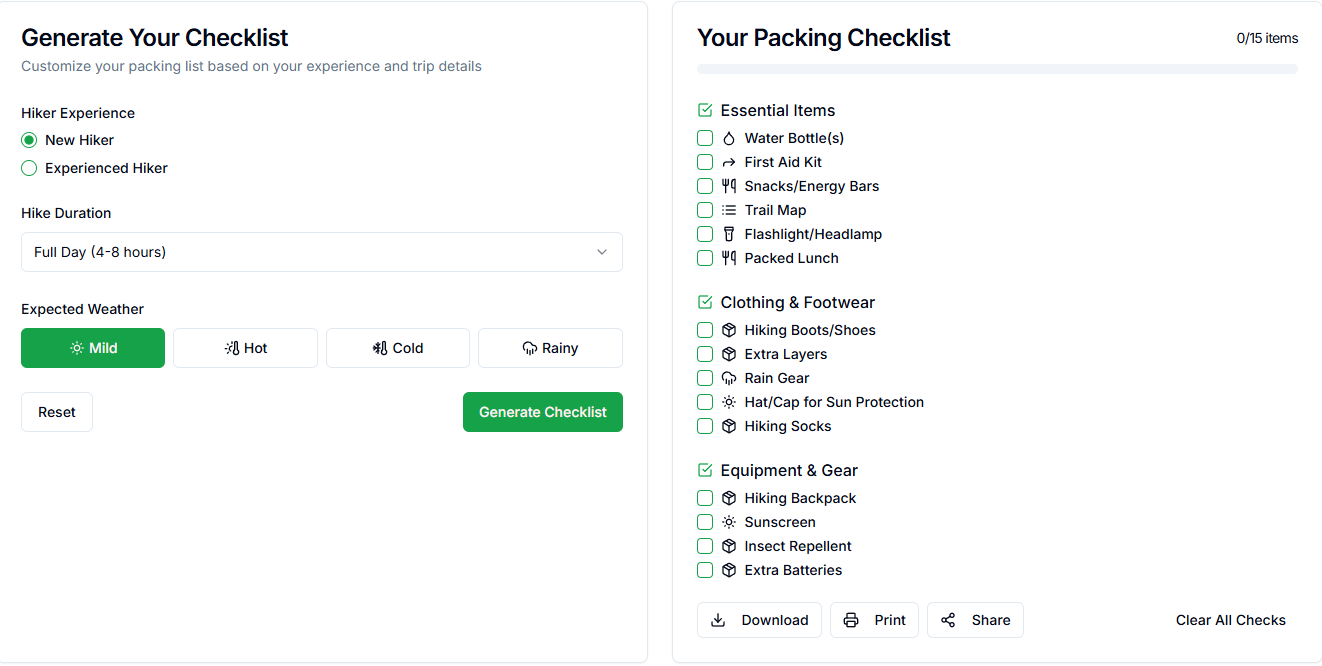 Generate Your Checklist
Customize your packing list based on your experience and trip details
Hiker Experience
New Hiker
Experienced Hiker
Hike Duration
Full Day (4-8 hours)
Expected Weather
Mild
Hot
Cold
Rainy
Reset
Generate Checklist
Your Packing Checklist
0/15 items
Essential Items
Water Bottle(s)
First Aid Kit
Snacks/Energy Bars
Trail Map
Flashlight/Headlamp
Packed Lunch
Clothing & Footwear
Hiking Boots/Shoes
Extra Layers
Rain Gear
Hat/Cap for Sun Protection
Hiking Socks
Equipment & Gear
Hiking Backpack
Sunscreen
Insect Repellent
Extra Batteries
Download
Print
Share
Clear All Checks